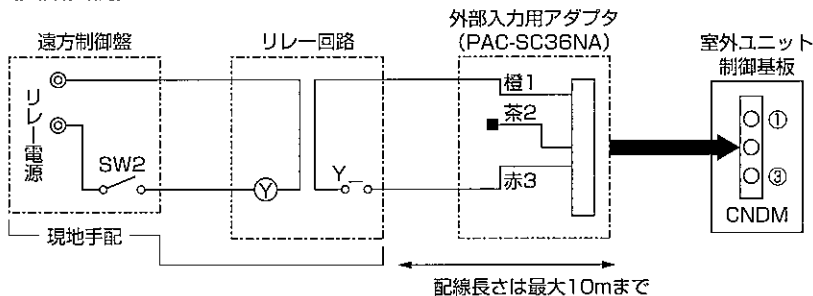 外部入力用アダプタ
遠方制御盤
リレー回路
(PAC-SC36NA)
室外ユニット
制御基板
リレー電源
SW2
Y
Y
橙1
茶2
赤3
①
③
CNDM
現地手配
配線長さは最大10mまで